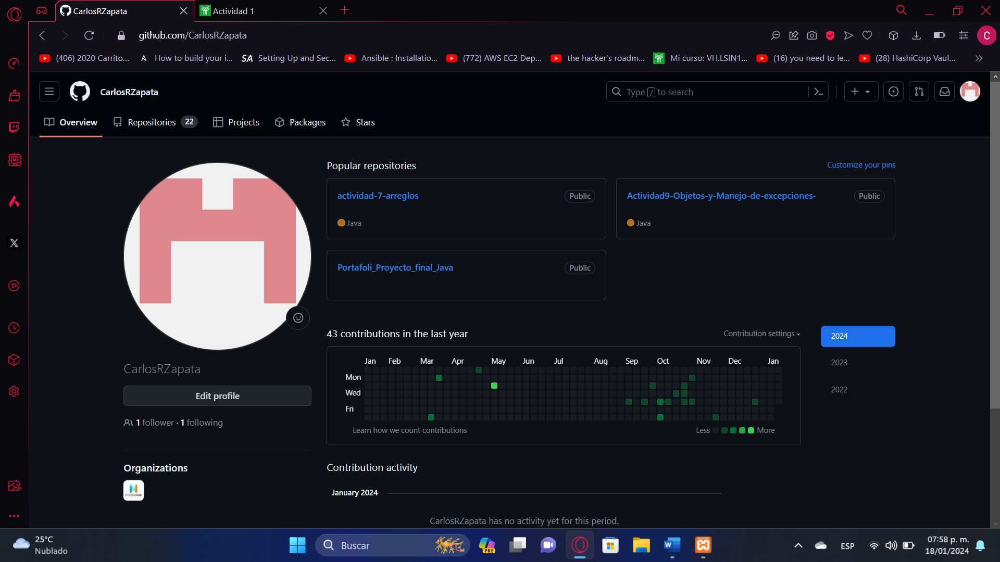 CarlosRZapata
Actividad 1
github.com/CarlosRZapata
C
(406) 2020 Carrito...
How to build your i...
Setting Up and Sec...
Ansible : Installatio...
(772) AWS EC2 Dep...
the hacker's roadm...
Mi curso: VH.LSIN1...
(16) you need to le...
(28) HashiCorp Vaul...
CarlosRZapata
Type / to search
Overview
Repositories 22
Projects
Packages
Stars
Popular repositories
Customize your pins
actividad-7-arreglos
Public
Java
Actividad9-Objetos-y-Manejo-de-excepciones-
Public
Java
Portafoli_Proyecto_final_Java
Public
CarlosRZapata
Edit profile
1 follower · 1 following
Organizations
nodeaxan
43 contributions in the last year
Contribution settings
2024
2023
2022
Jan Feb Mar Apr May Jun Jul Aug Sep Oct Nov Dec Jan
Mon
Wed
Fri
Learn how we count contributions
Less More
Contribution activity
January 2024
CarlosRZapata has no activity yet for this period.
25°C
Nublado
Buscar
PRE
ESP
07:58 p. m.
18/01/2024